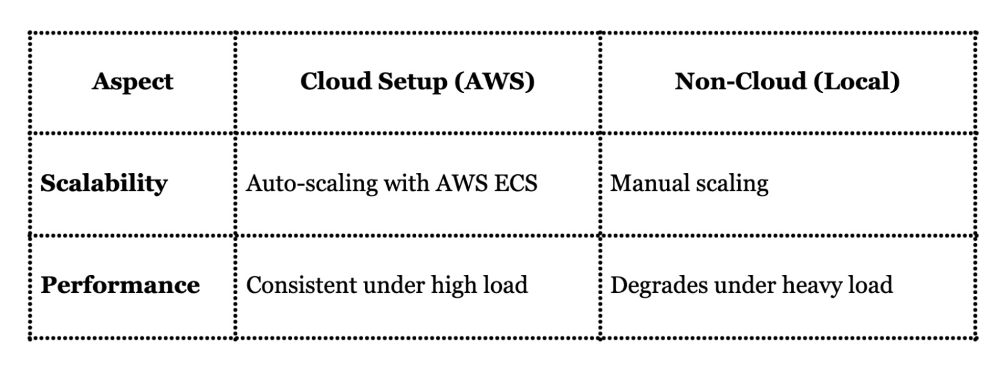 Aspect
Cloud Setup (AWS)
Non-Cloud (Local)
Scalability
Auto-scaling with AWS ECS
Manual scaling
Performance
Consistent under high load
Degrades under heavy load